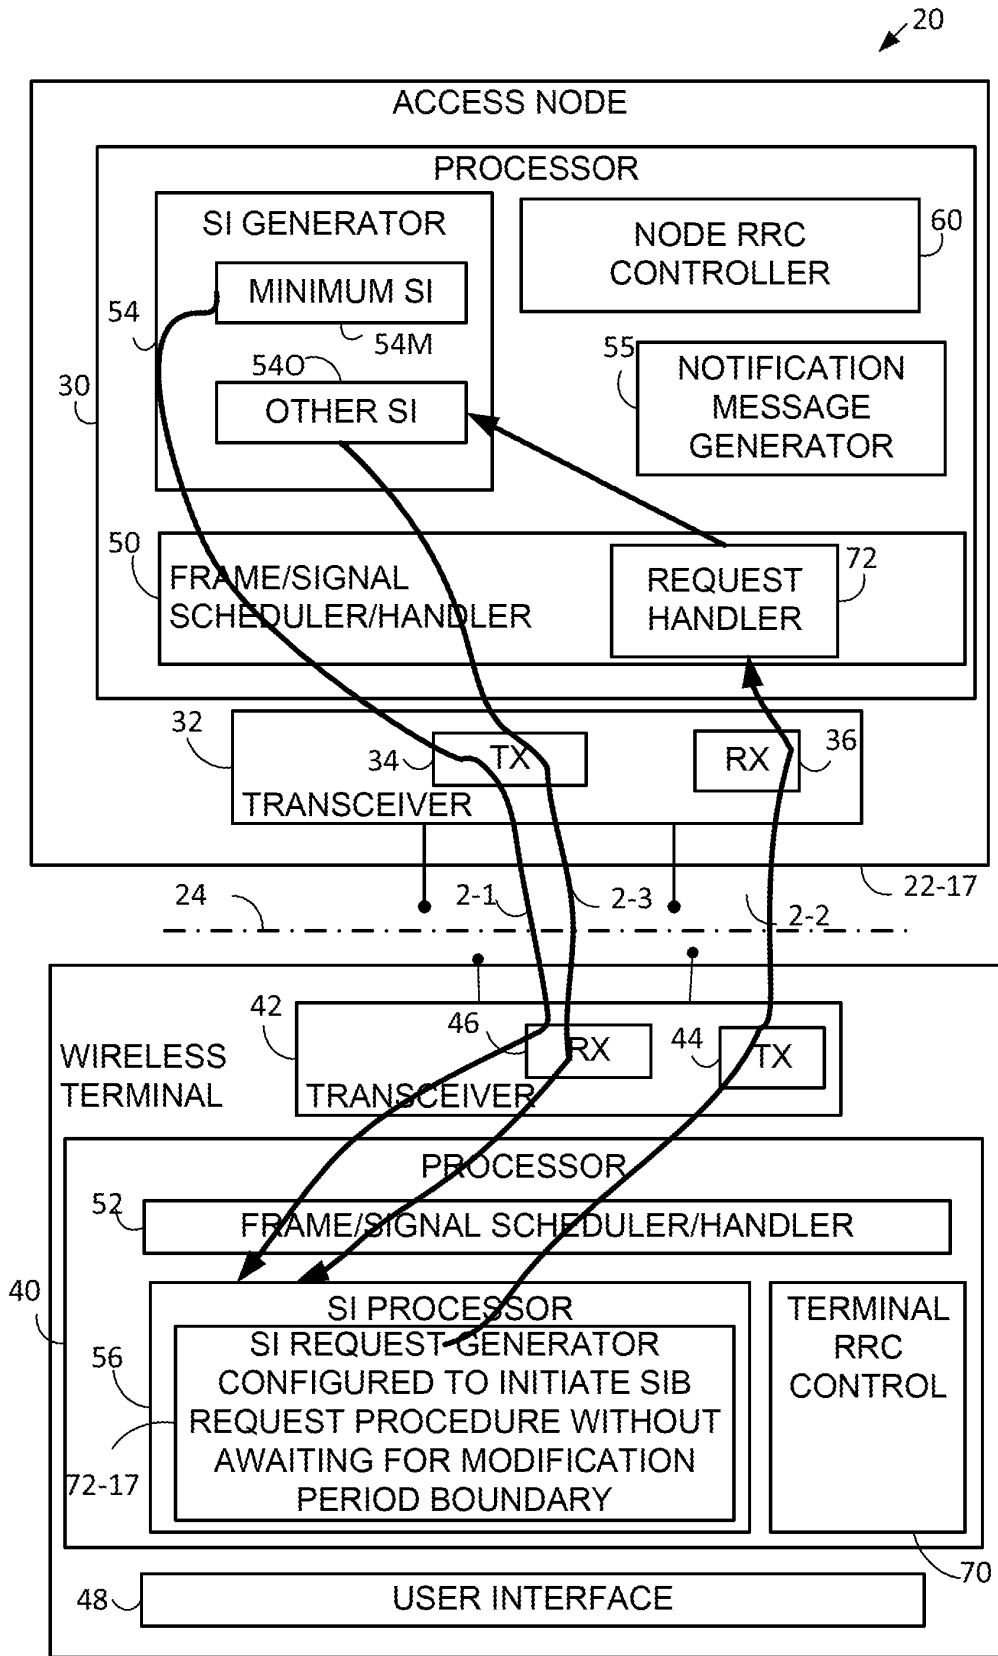 20
ACCESS NODE
PROCESSOR
SI GENERATOR
NODE RRC
CONTROLLER
60
MINIMUM SI
54
54M
55
NOTIFICATION
MESSAGE
GENERATOR
30
54O
OTHER SI
50
FRAME/SIGNAL
SCHEDULER/HANDLER
REQUEST
HANDLER
72
32
34
TX
RX
36
TRANSCEIVER
22-17
24
2-1
2-3
2-2
42
46
RX
44
TX
WIRELESS
TERMINAL
TRANSCEIVER
PROCESSOR
52
FRAME/SIGNAL SCHEDULER/HANDLER
40
SI PROCESSOR
TERMINAL
RRC
CONTROL
56
SI REQUEST GENERATOR
CONFIGURED TO INITIATE SIB
REQUEST PROCEDURE WITHOUT
AWAITING FOR MODIFICATION
PERIOD BOUNDARY
72-17
70
48
USER INTERFACE